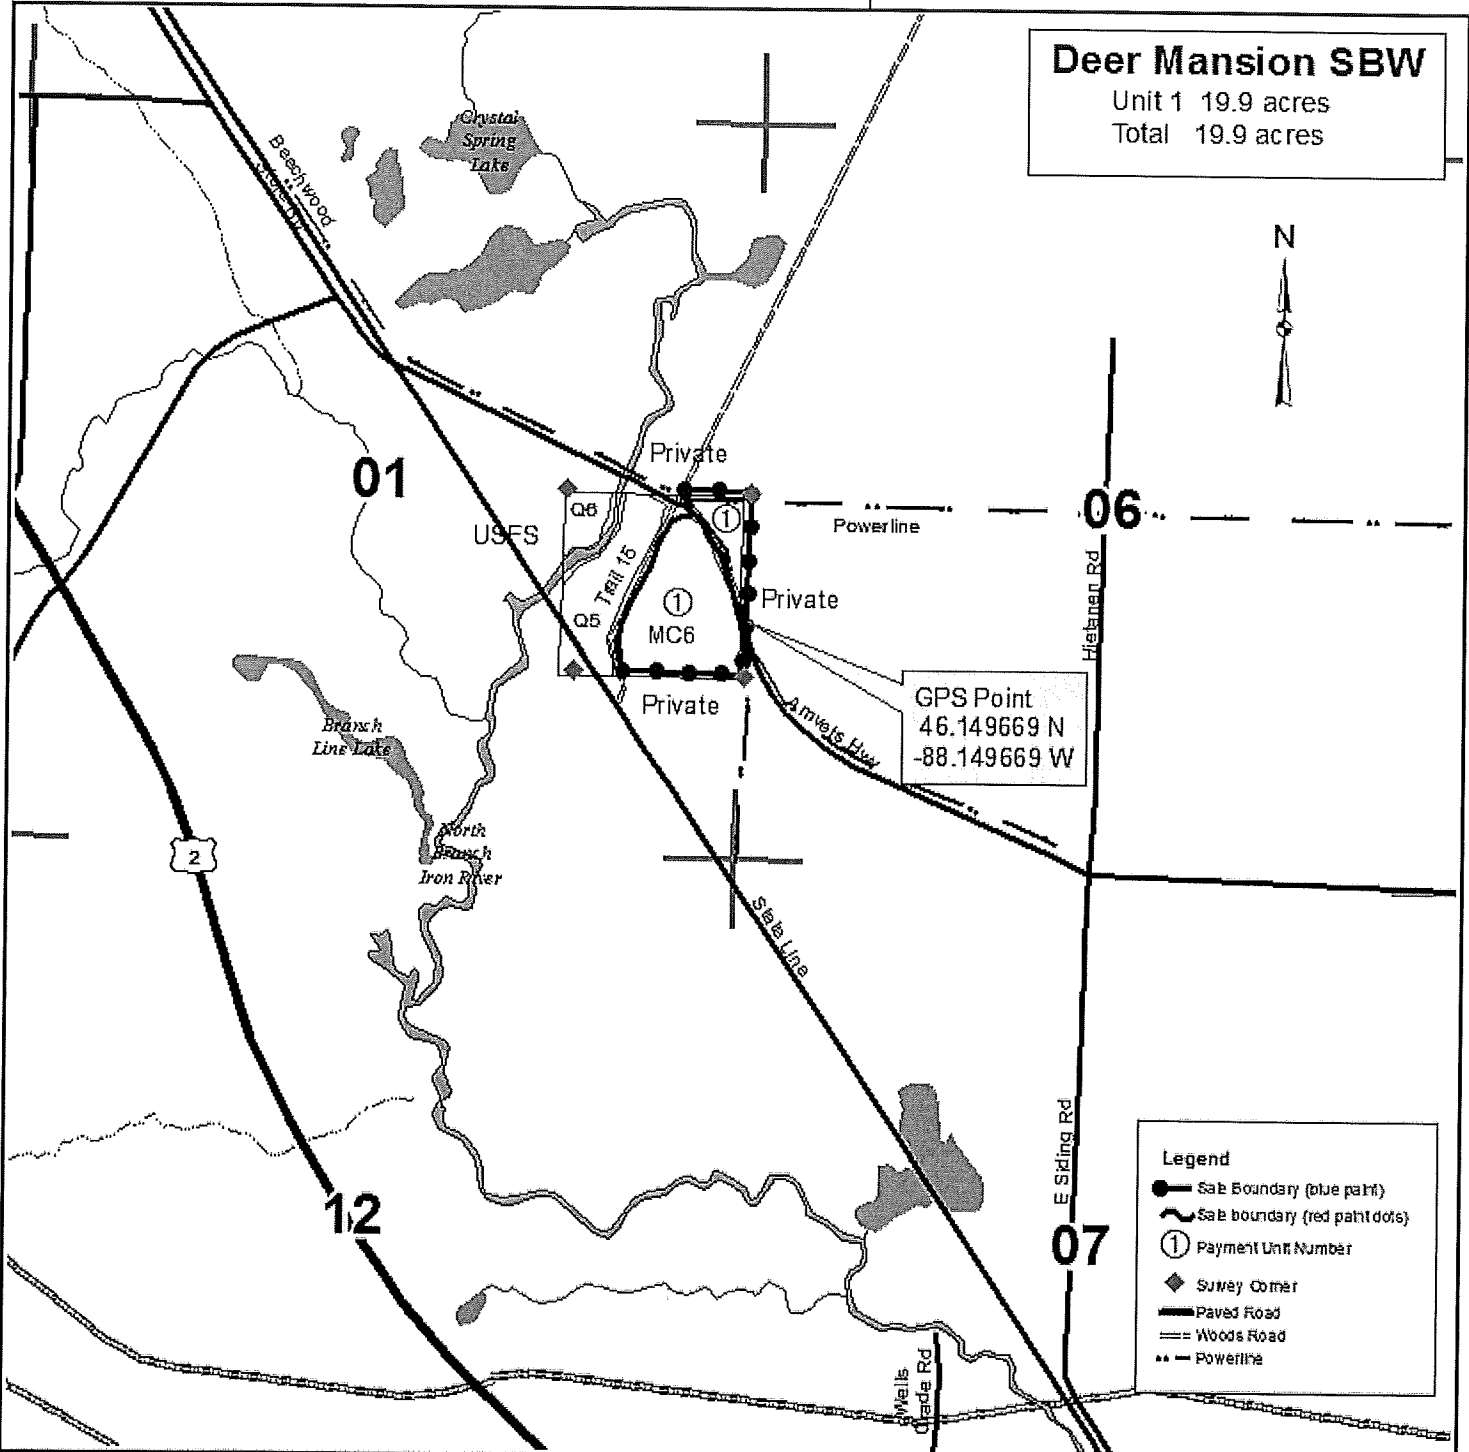 Deer Mansion SBW
Unit 1 19.9 acres
Total 19.9 acres
N
Crystal
Spring
Lake
Beechwood
01
Private
USFS
Q6
1
Trail 15
Powerline
06
Q5
1
MC6
Private
Hietanen Rd
Private
GPS Point
46.149669 N
-88.149669 W
Amvets Hwy
Branch
Line Lake
2
North
Branch
Iron River
State Line
E Siding Rd
12
07
Wells
Grade Rd
Legend
Sale Boundary (blue paint)
Sale boundary (red paint dots)
1 Payment Unit Number
Survey Corner
Paved Road
Woods Road
Powerline